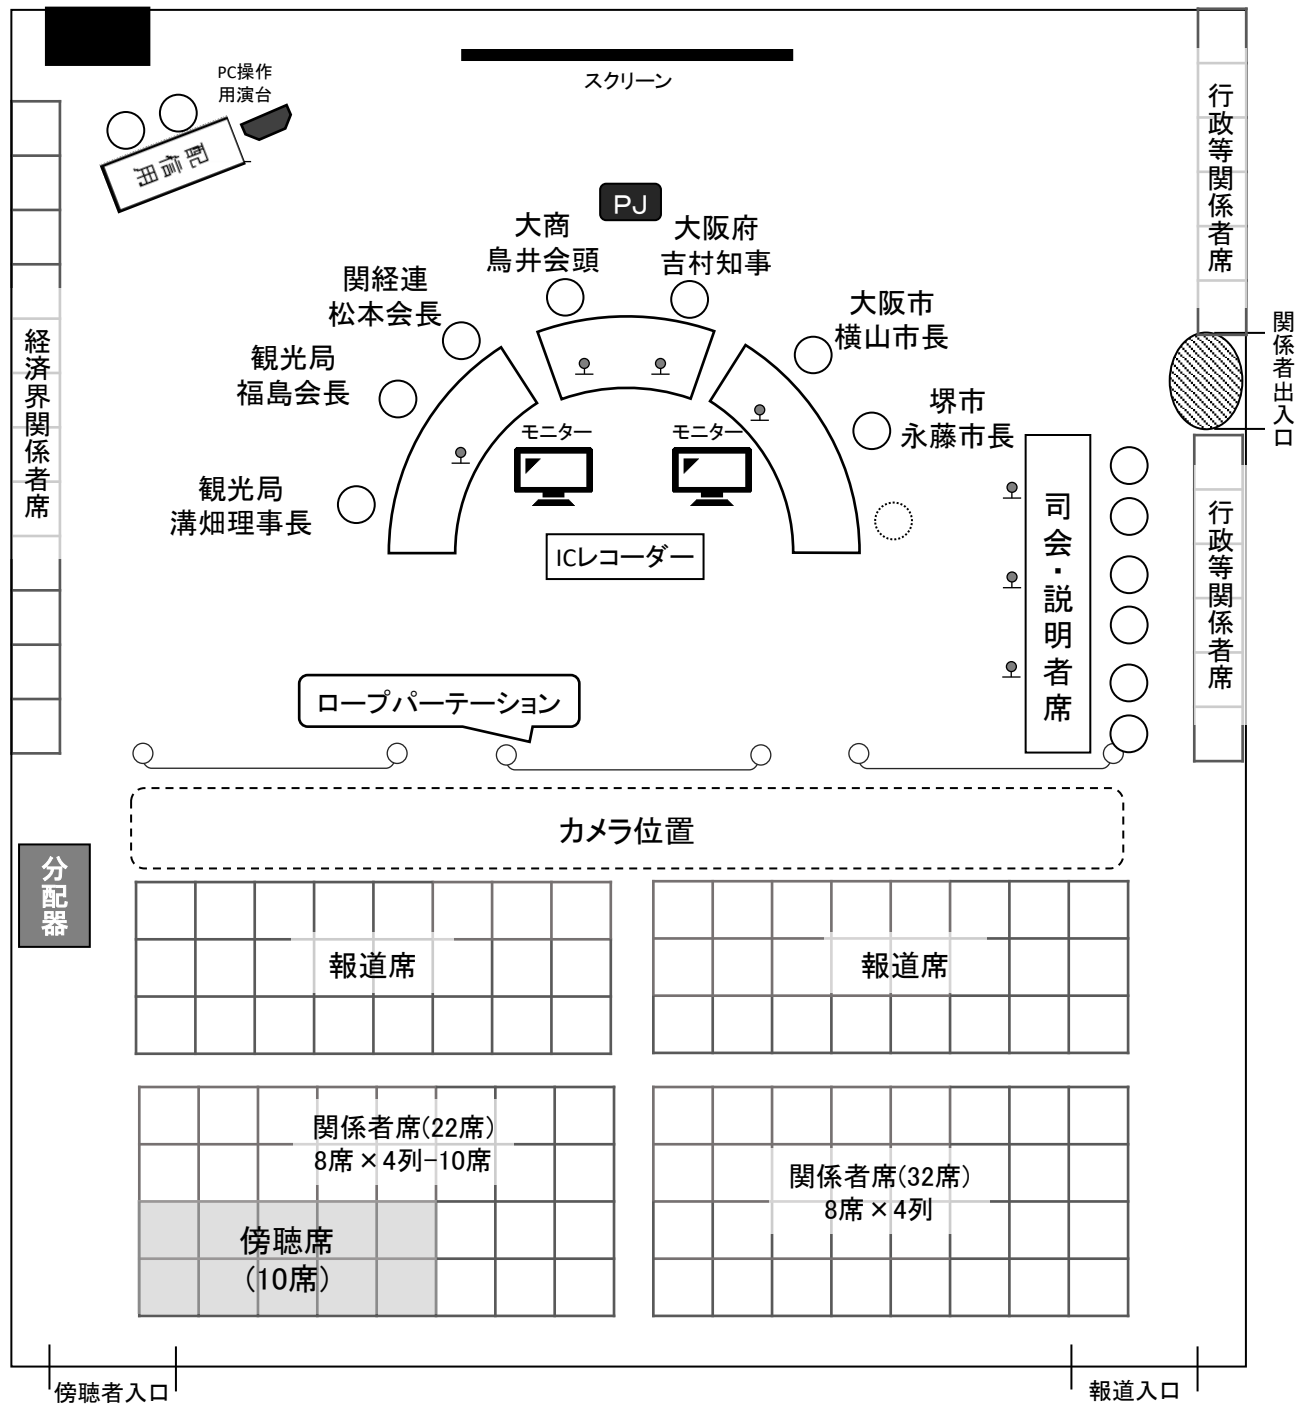 PC操作
用演台
スクリーン
配信用
PJ
大商
鳥井会頭
大阪府
吉村知事
関経連
松本会長
大阪市
横山市長
観光局
福島会長
堺市
永藤市長
観光局
溝畑理事長
モニター
モニター
ICレコーダー
経済界関係者席
行政等関係者席
関係者出入口
行政等関係者席
司会・説明者席
ロープパーテーション
カメラ位置
分配器
報道席
報道席
関係者席(22席)
8席×4列-10席
関係者席(32席)
8席×4列
傍聴席
(10席)
傍聴者入口
報道入口